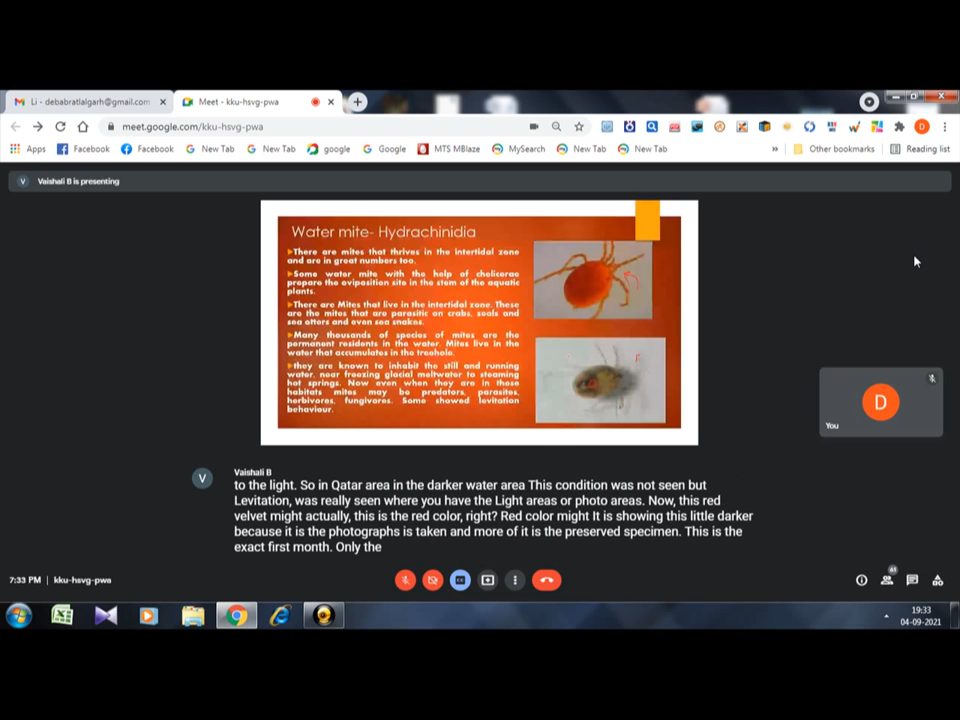 Li - debabratlalgarh@gmail.com
Meet - kku-hsvg-pwa
meet.google.com/kku-hsvg-pwa
D
Apps Facebook Facebook New Tab New Tab google Google MTS MBlaze MySearch New Tab New Tab » Other bookmarks Reading list
V Vaishali B is presenting
Water mite- Hydrachinidia
There are mites that thrives in the intertidal zone
and are in great numbers too.
Some water mite with the help of chelicerae
prepare the oviposition site in the stem of the aquatic
plants.
There are Mites that live in the intertidal zone. These
are the mites that are parasitic on crabs, seals and
sea otters and even sea snakes.
Many thousands of species of mites are the
permanent residents in the water. Mites live in the
water that accumulates in the treehole.
they are known to inhabit the still and running
water, near freezing glacial meltwater to steaming
hot springs. Now even when they are in these
habitats mites may be predators, parasites,
herbivores, fungivores. Some showed levitation
behaviour.
D
You
V
Vaishali B
to the light. So in Qatar area in the darker water area This condition was not seen but
Levitation, was really seen where you have the Light areas or photo areas. Now, this red
velvet might actually, this is the red color, right? Red color might It is showing this little darker
because it is the photographs is taken and more of it is the preserved specimen. This is the
exact first month. Only the
7:33 PM | kku-hsvg-pwa
19:33
04-09-2021